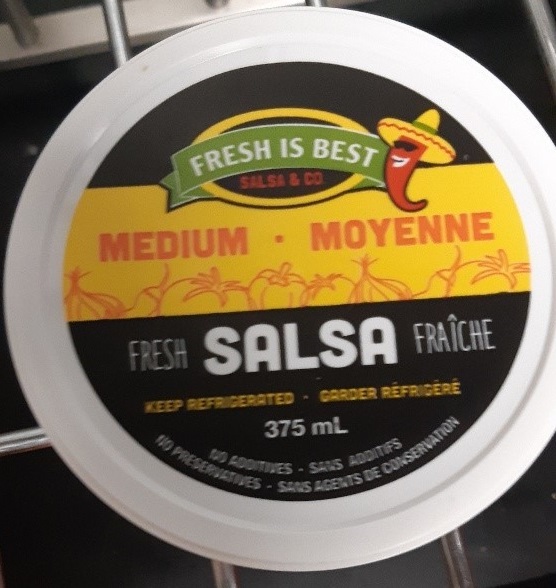 FRESH IS BEST
SALSA & CO
MEDIUM · MOYENNE
FRESH SALSA FRAÎCHE
KEEP REFRIGERATED · GARDER RÉFRIGÉRÉ
375 mL
NO ADDITIVES - SANS ADDITIFS
NO PRESERVATIVES - SANS AGENTS DE CONSERVATION